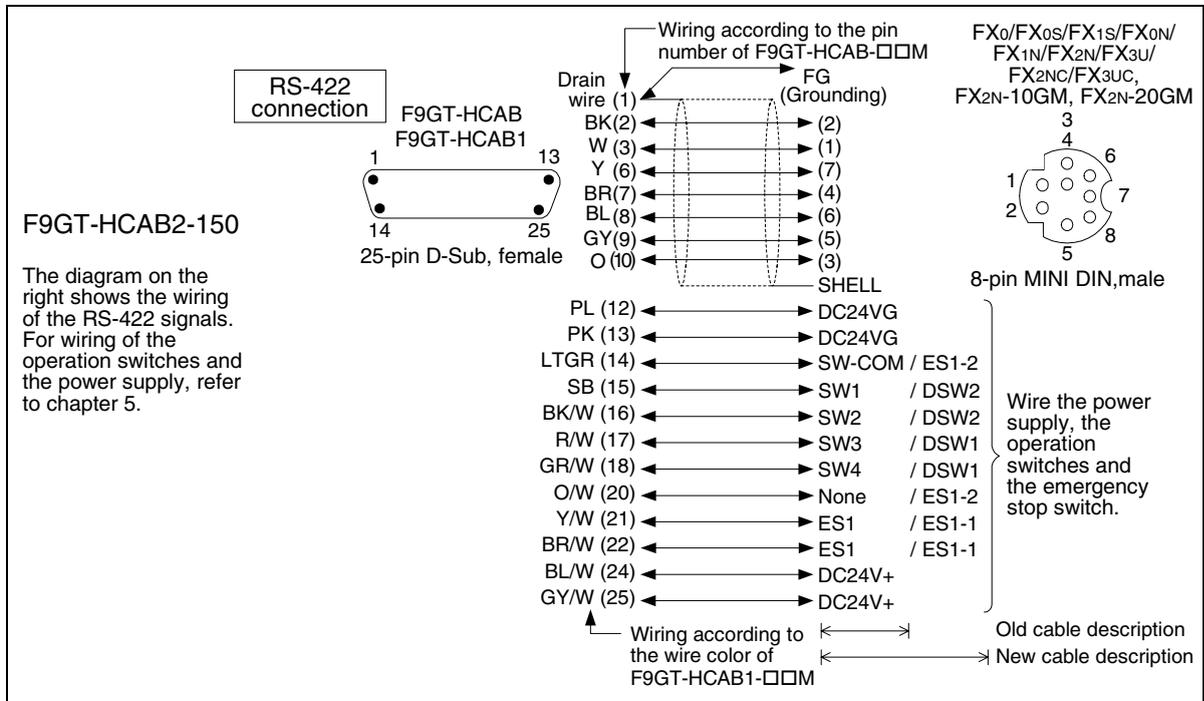 RS-422
connection
F9GT-HCAB2-150
The diagram on the
right shows the wiring
of the RS-422 signals.
For wiring of the
operation switches and
the power supply, refer
to chapter 5.
F9GT-HCAB
F9GT-HCAB1
1 13
14 25
25-pin D-Sub, female
Wiring according to the pin
number of F9GT-HCAB-□□M
Drain
wire (1)
FG
(Grounding)
BK(2) (2)
W (3) (1)
Y (6) (7)
BR(7) (4)
BL(8) (6)
GY(9) (5)
O (10) (3)
SHELL
PL (12) DC24VG
PK (13) DC24VG
LTGR (14) SW-COM / ES1-2
SB (15) SW1 / DSW2
BK/W (16) SW2 / DSW2
R/W (17) SW3 / DSW1
GR/W (18) SW4 / DSW1
O/W (20) None / ES1-2
Y/W (21) ES1 / ES1-1
BR/W (22) ES1 / ES1-1
BL/W (24) DC24V+
GY/W (25) DC24V+
Wiring according to
the wire color of
F9GT-HCAB1-□□M
Old cable description
New cable description
FX0/FX0S/FX1S/FX0N/
FX1N/FX2N/FX3U/
FX2NC/FX3UC,
FX2N-10GM, FX2N-20GM
3
4
6
1
7
2
8
5
8-pin MINI DIN,male
Wire the power
supply, the
operation
switches and
the emergency
stop switch.